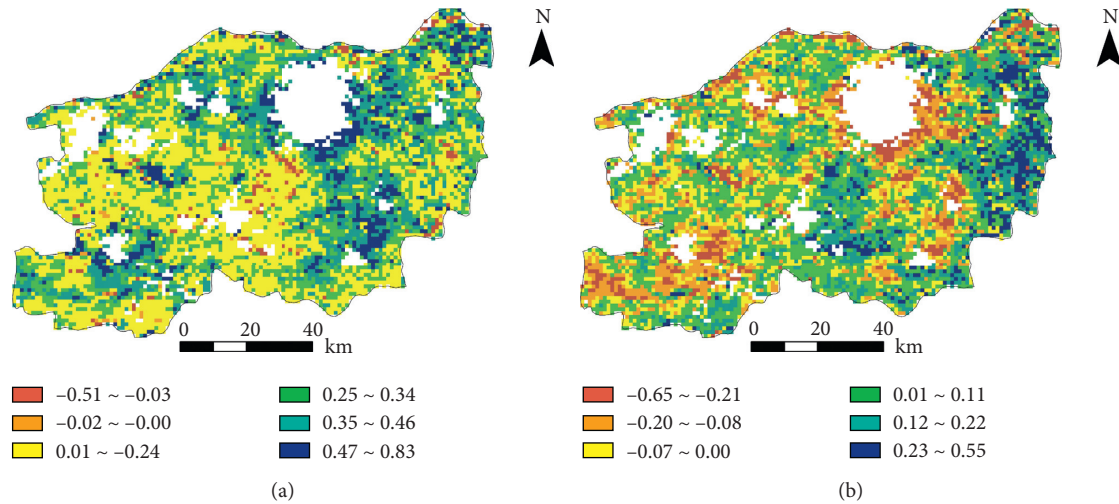 N
N
0 20 40
km
0 20 40
km
−0.51 ~ −0.03
0.25 ~ 0.34
−0.02 ~ −0.00
0.35 ~ 0.46
0.01 ~ −0.24
0.47 ~ 0.83
−0.65 ~ −0.21
0.01 ~ 0.11
−0.20 ~ −0.08
0.12 ~ 0.22
−0.07 ~ 0.00
0.23 ~ 0.55
(a)
(b)